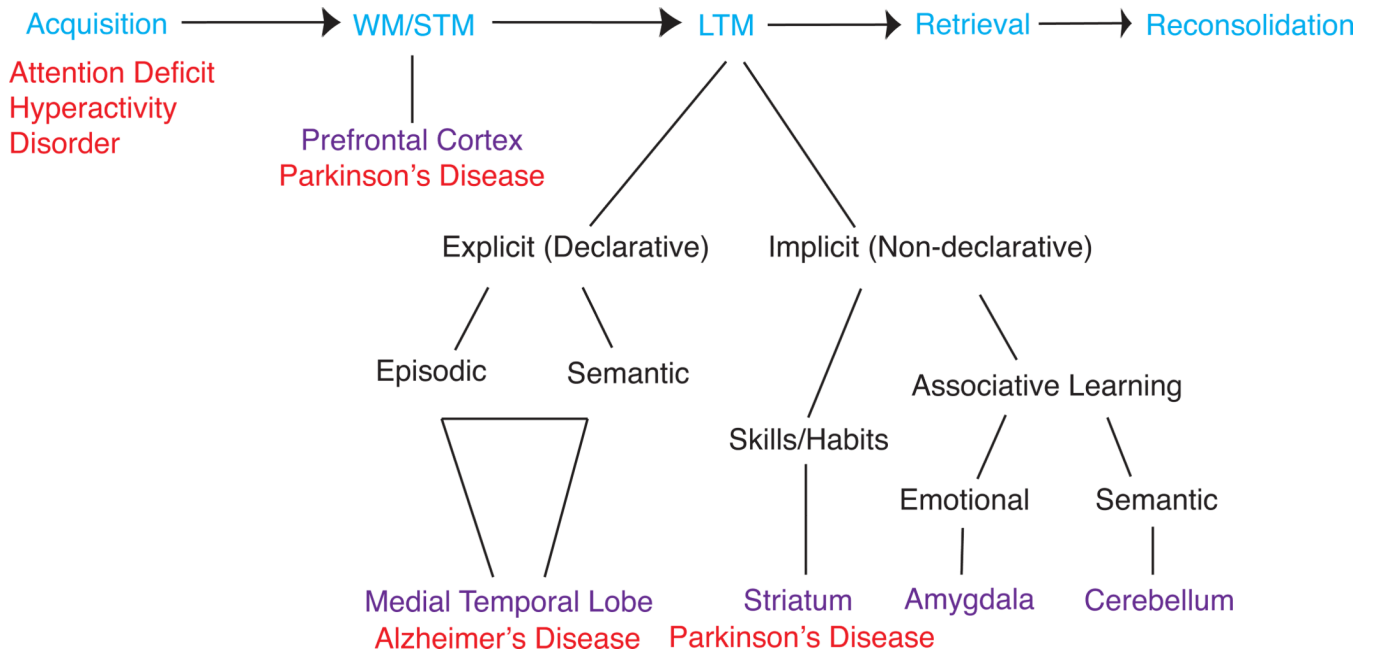 Acquisition WM/STM LTM Retrieval Reconsolidation
Attention Deficit
Hyperactivity
Disorder
Prefrontal Cortex
Parkinson’s Disease
Explicit (Declarative) Implicit (Non-declarative)
Episodic Semantic
Associative Learning
Skills/Habits
Emotional Semantic
Medial Temporal Lobe Striatum Amygdala Cerebellum
Alzheimer’s Disease Parkinson’s Disease